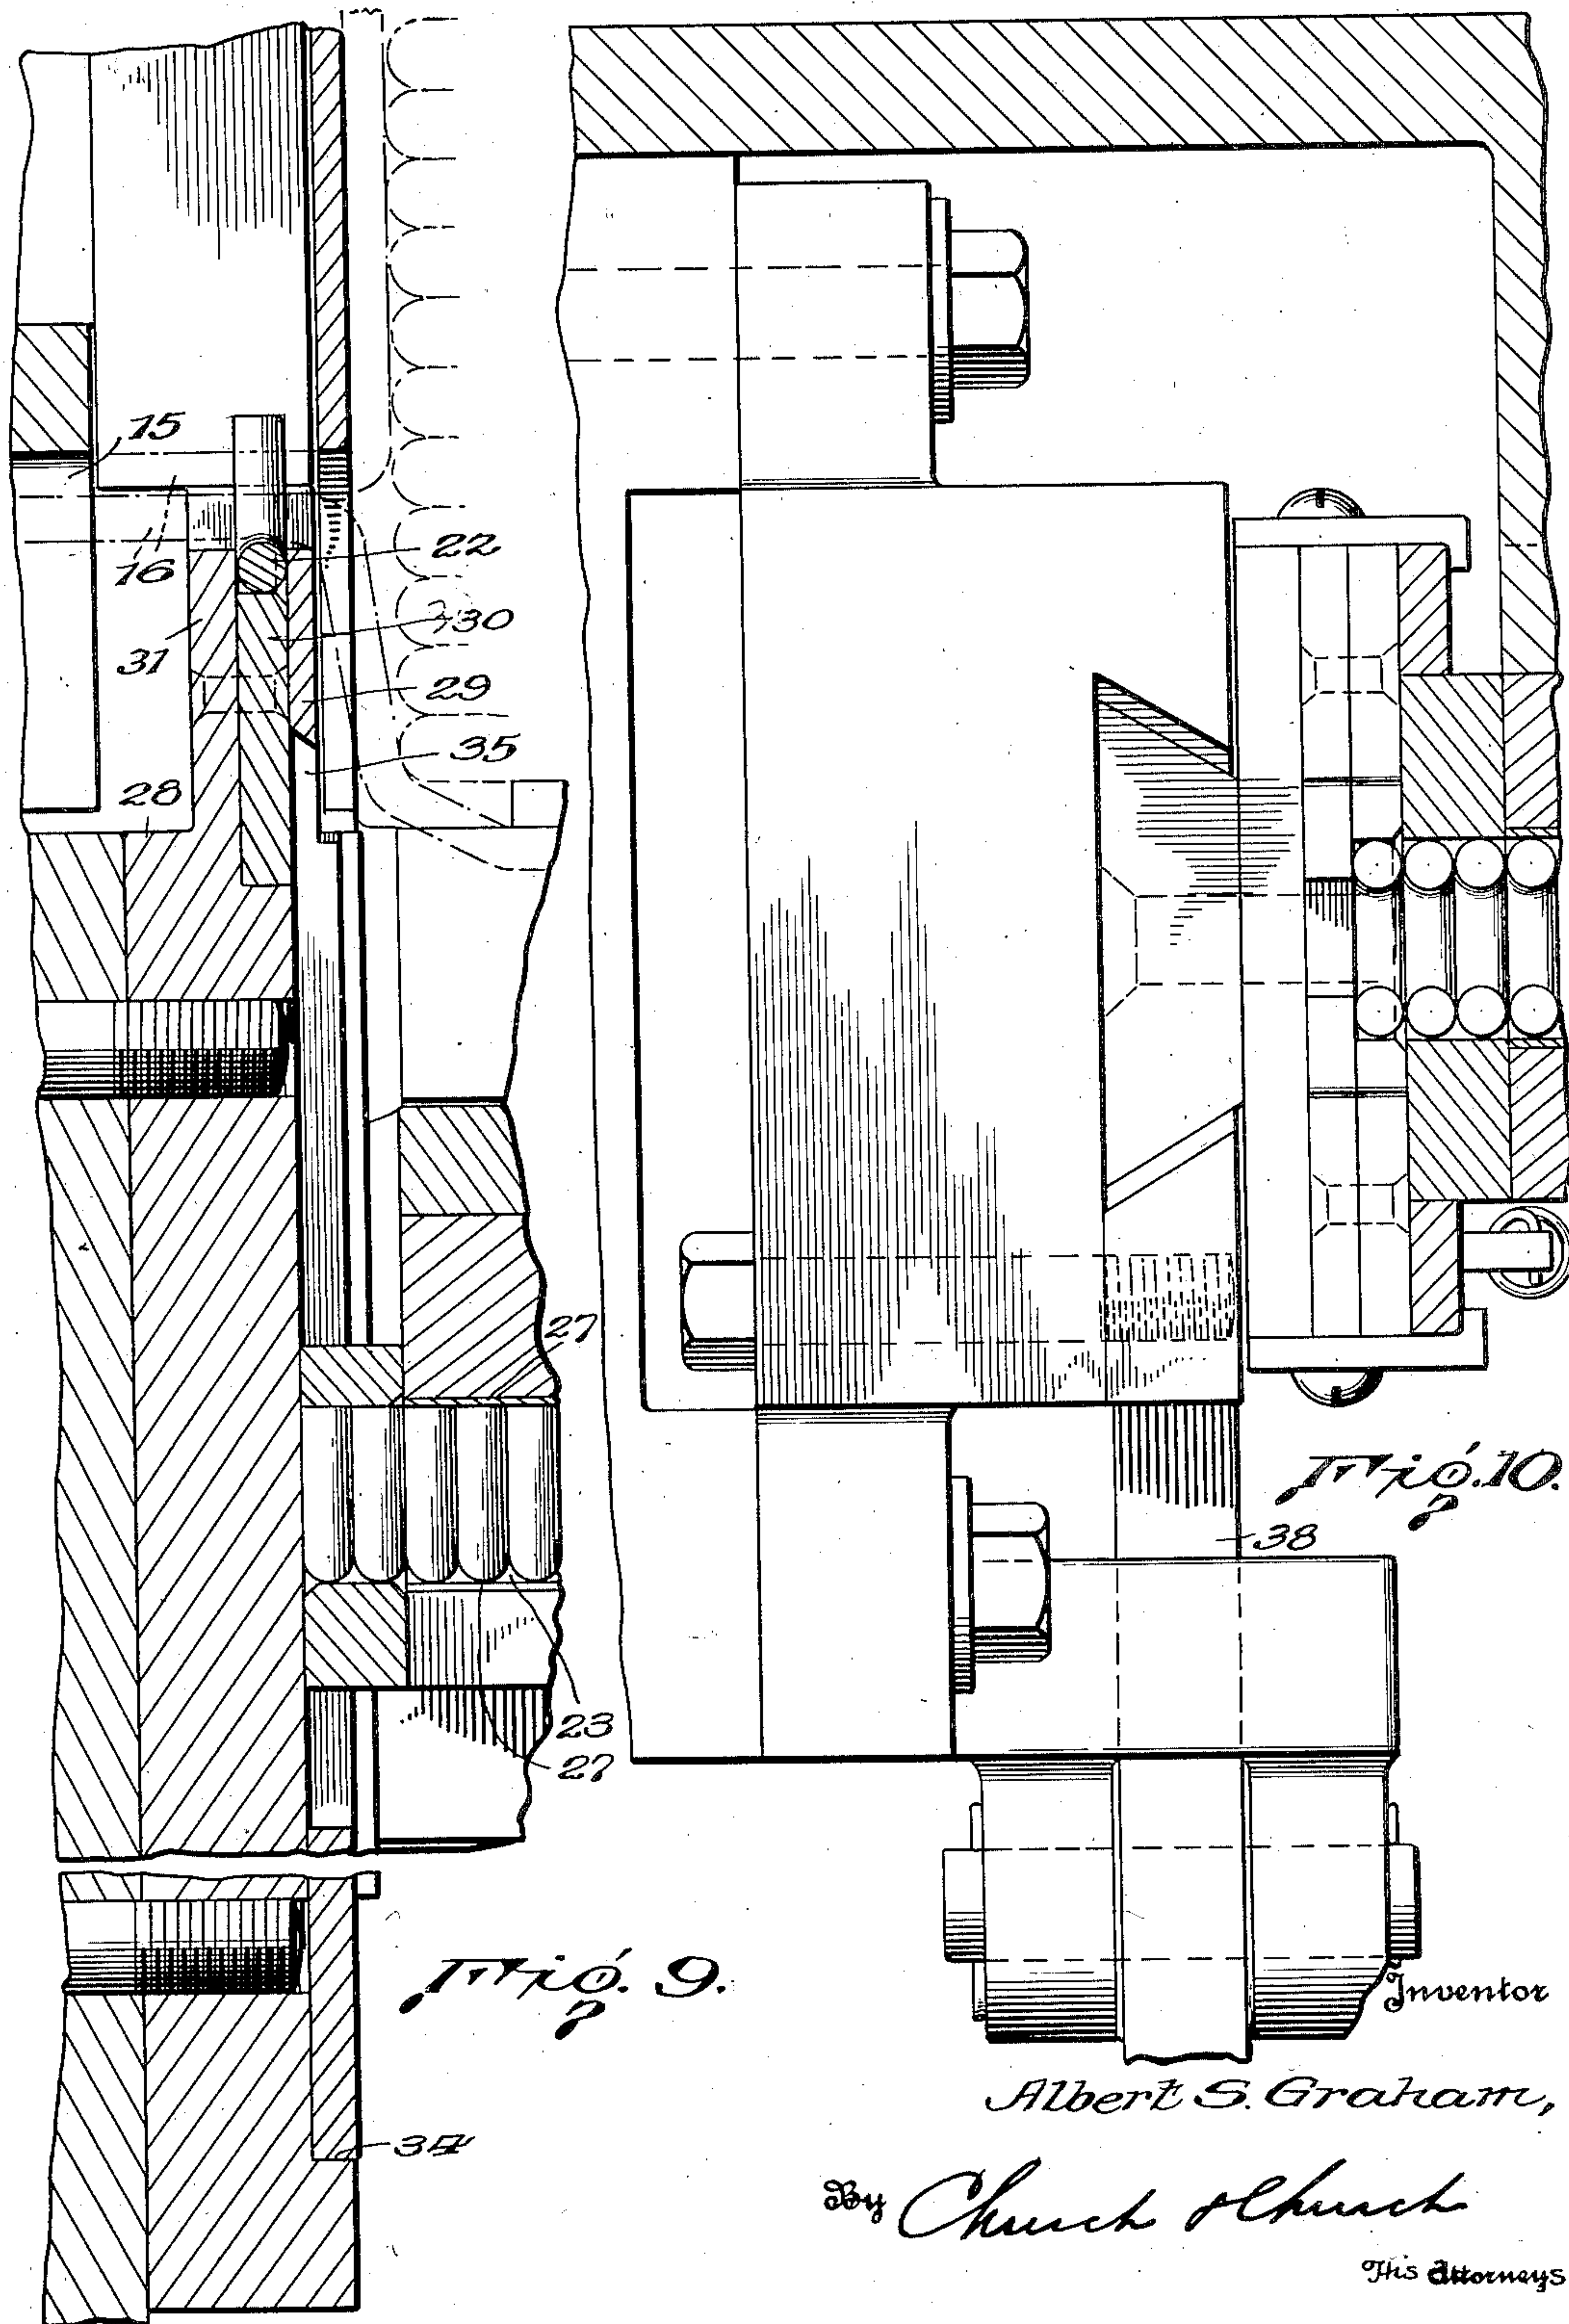 15
16
22
30
31
29
35
28
27
Fig. 10.
38
23
27
Fig. 9.
Inventor
Albert S. Graham,
34
By Church & Church
His Attorneys